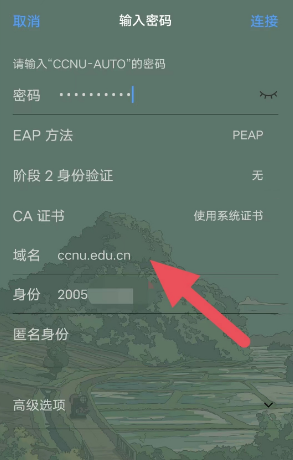 取消 输入密码 连接
请输入“CCNU-AUTO”的密码
密码 ••••••••••
EAP 方法 PEAP
阶段 2 身份验证 无
CA 证书 使用系统证书
域名 ccnu.edu.cn
身份 2005
匿名身份
高级选项